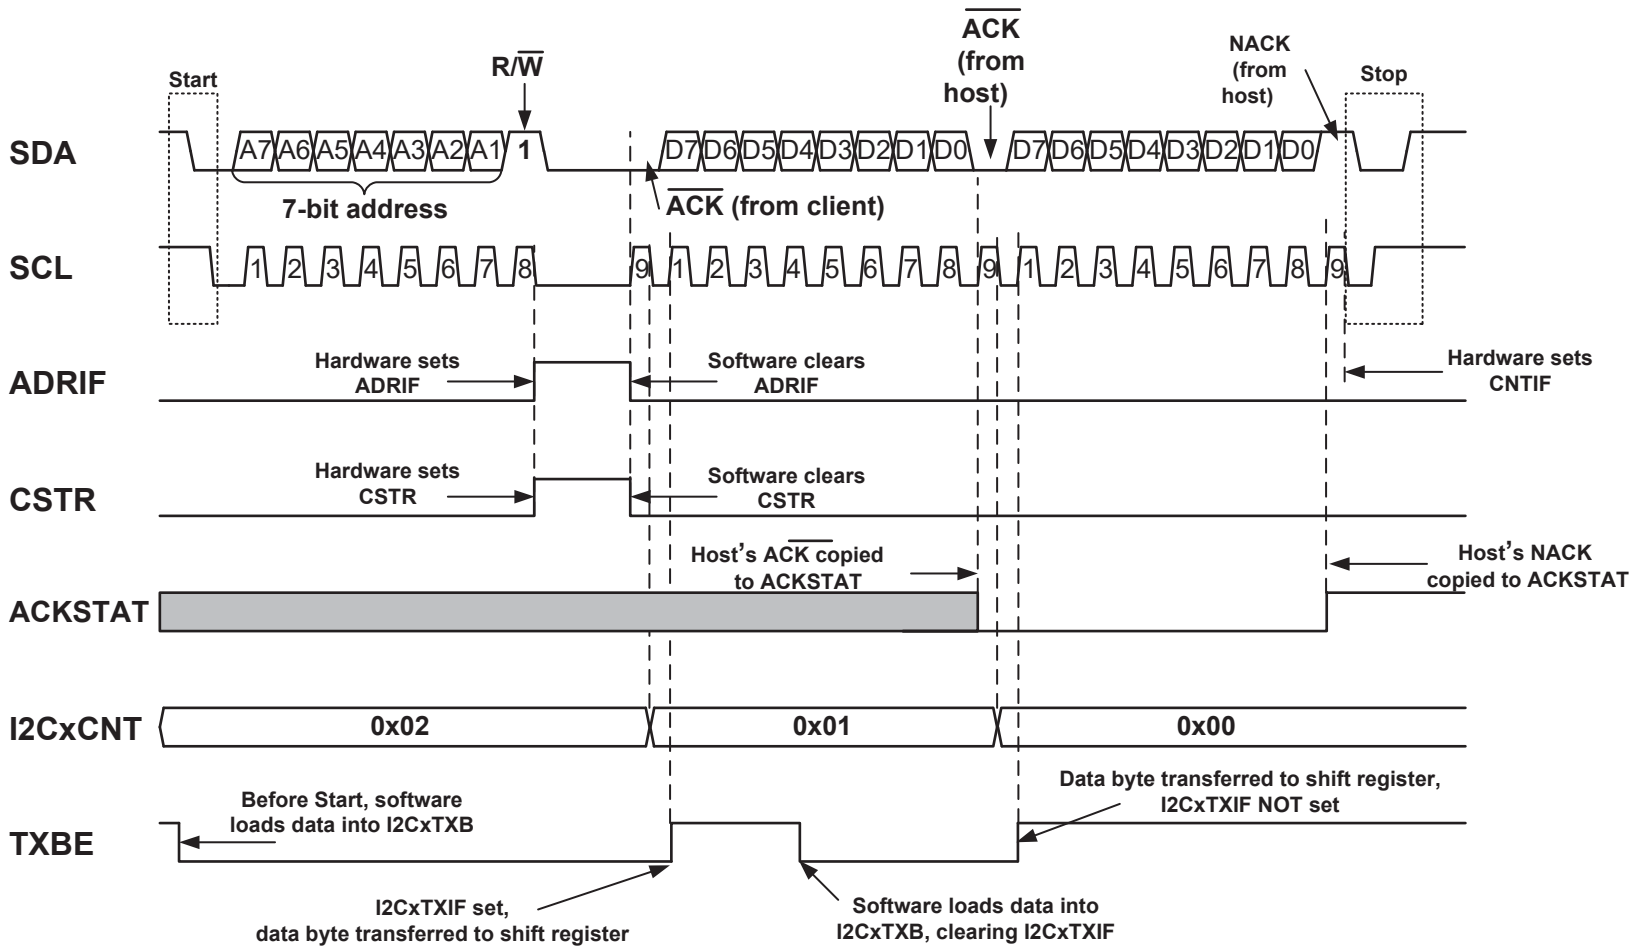 ACK
(from
host)
NACK
(from
host)
R/W
Start
Stop
SDA
A7 A6 A5 A4 A3 A2 A1 1 D7 D6 D5 D4 D3 D2 D1 D0 D7 D6 D5 D4 D3 D2 D1 D0
7-bit address
ACK (from client)
SCL
1 2 3 4 5 6 7 8 9 1 2 3 4 5 6 7 8 9 1 2 3 4 5 6 7 8 9
ADRIF
Hardware sets
ADRIF
Software clears
ADRIF
Hardware sets
CNTIF
CSTR
Hardware sets
CSTR
Software clears
CSTR
ACKSTAT
Host's ACK copied
to ACKSTAT
Host's NACK
copied to ACKSTAT
I2CxCNT
0x02 0x01 0x00
TXBE
Before Start, software
loads data into I2CxTXB
Data byte transferred to shift register,
I2CxTXIF NOT set
I2CxTXIF set,
data byte transferred to shift register
Software loads data into
I2CxTXB, clearing I2CxTXIF